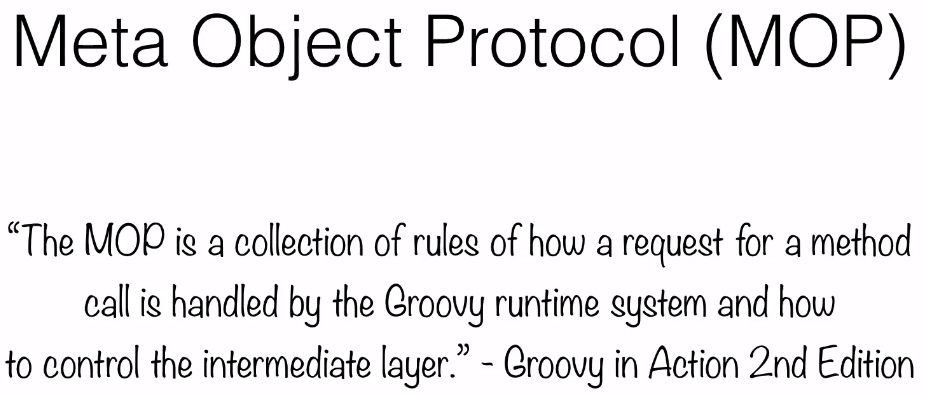 Meta Object Protocol (MOP)
“The MOP is a collection of rules of how a request for a method
call is handled by the Groovy runtime system and how
to control the intermediate layer.” - Groovy in Action 2nd Edition